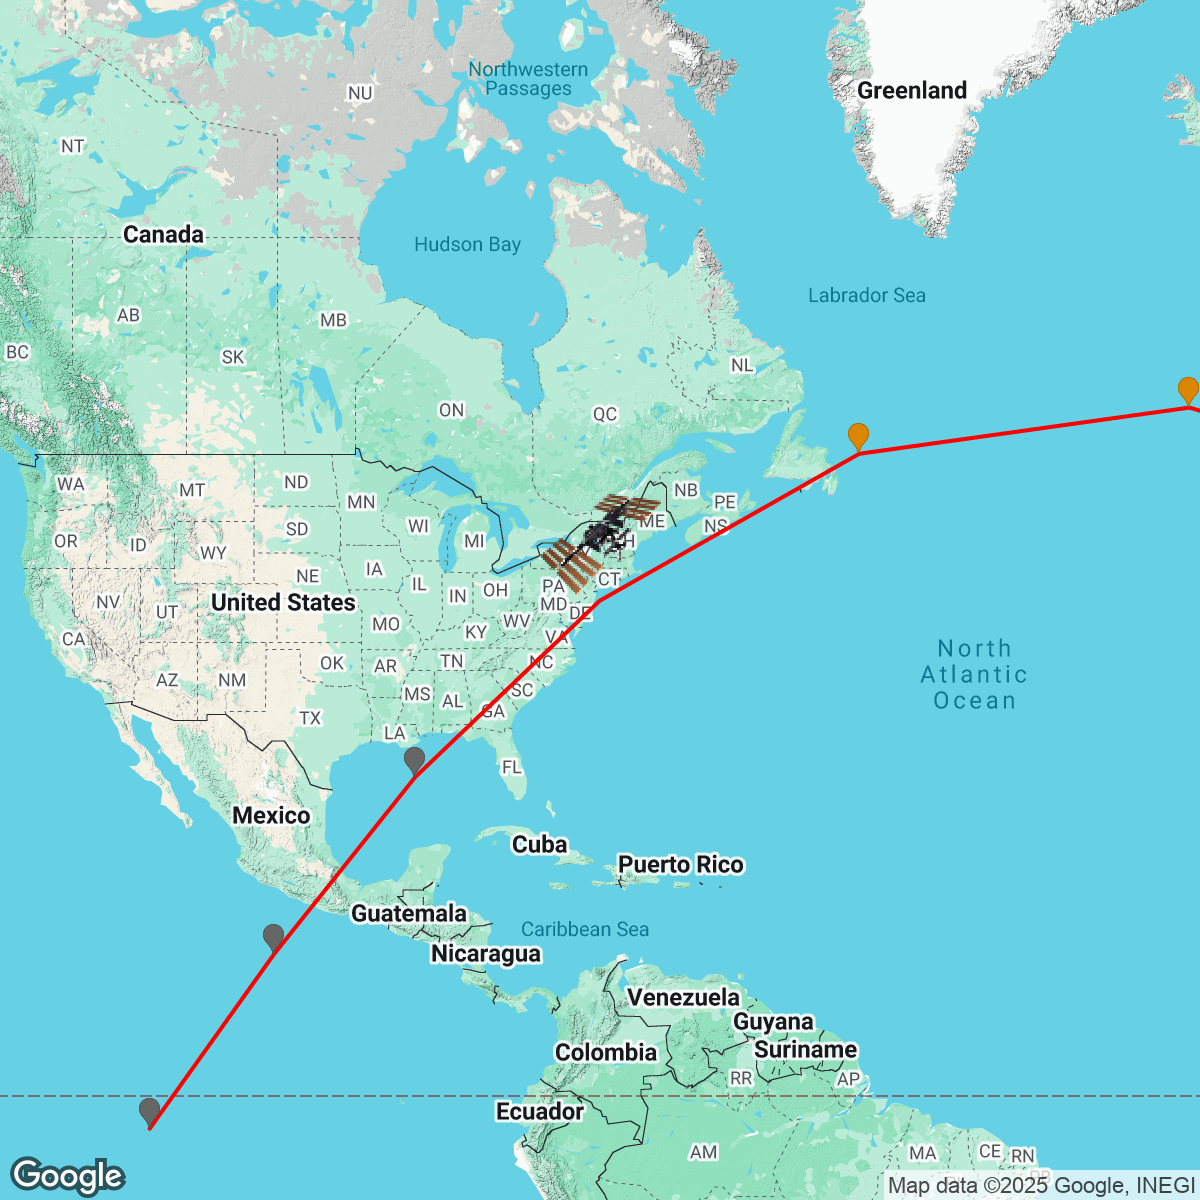 Northwestern
Passages
Greenland
NU
NT
Canada
Hudson Bay
Labrador Sea
AB
MB
BC
SK
NL
ON
QC
WA
MT
ND
MN
NB
PE
OR
ID
SD
WI
ME
NS
WY
MI
H
NE
IA
IL
IN
OH
PA
CT
NV
UT
United States
MD
DE
CA
MO
KY
WV
VA
North
Atlantic
Ocean
AZ
NM
OK
AR
TN
NC
MS
AL
SC
TX
GA
LA
FL
Mexico
Cuba
Puerto Rico
Guatemala
Caribbean Sea
Nicaragua
Venezuela
Guyana
Colombia
Suriname
RR
AP
Ecuador
AM
MA
CE
RN
Google
Map data ©2025 Google, INEGI